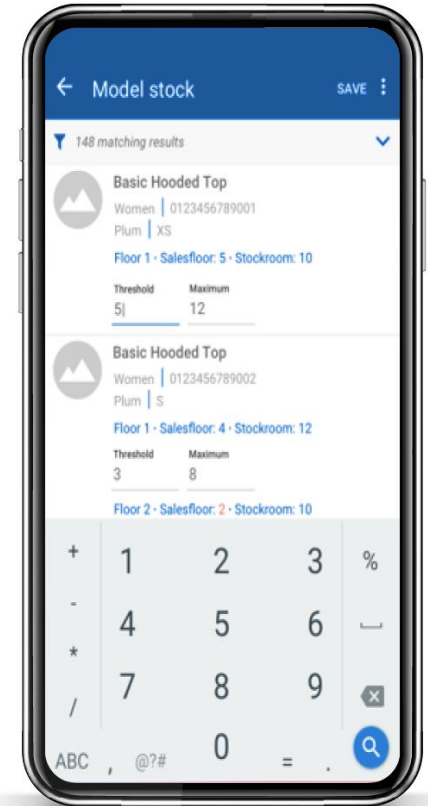 Model stock SAVE
148 matching results
Basic Hooded Top
Women | 0123456789001
Plum | XS
Floor 1 · Salesfloor: 5 · Stockroom: 10
Threshold Maximum
5 12
Basic Hooded Top
Women | 0123456789002
Plum | S
Floor 1 · Salesfloor: 4 · Stockroom: 12
Threshold Maximum
3 8
Floor 2 · Salesfloor: 2 · Stockroom: 10
+ 1 2 3 %
- 4 5 6
* 7 8 9
/
ABC , @?# 0 = .